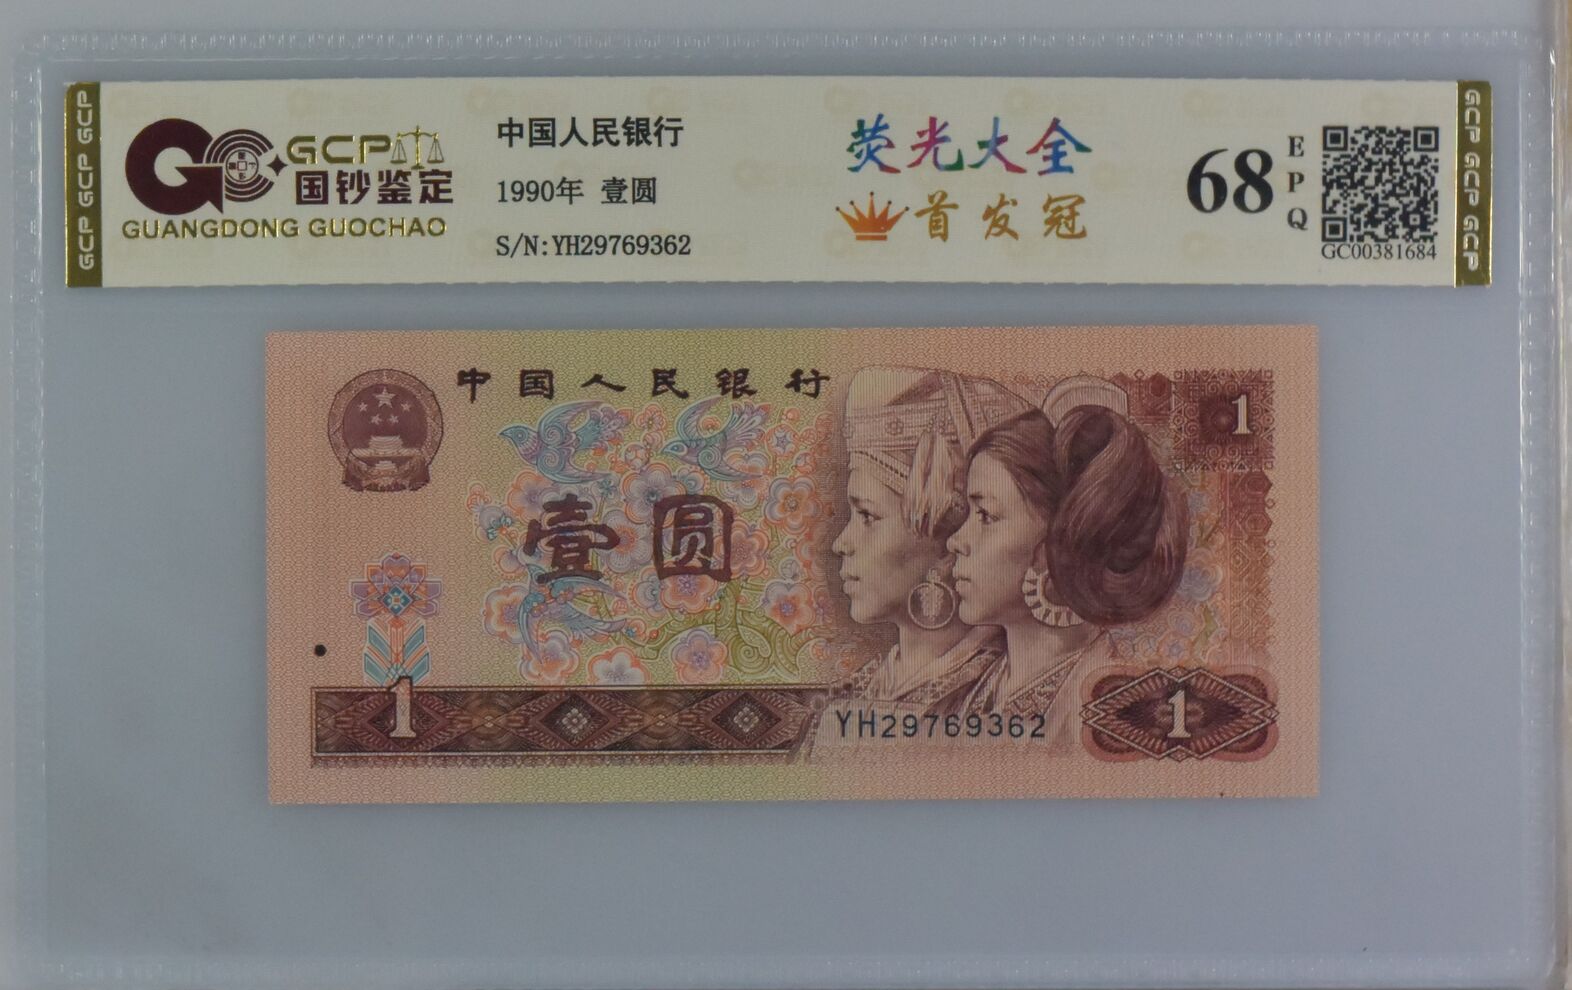 GCP GCP GCP
GCP
国钞鉴定
GUANGDONG GUOCHAO
中国人民银行
1990年 壹圆
S/N:YH29769362
荧光大全
首发冠
68
EPQ
GC00381684
GCP GCP GCP
中国人民银行
1
壹圆
1
YH29769362
1